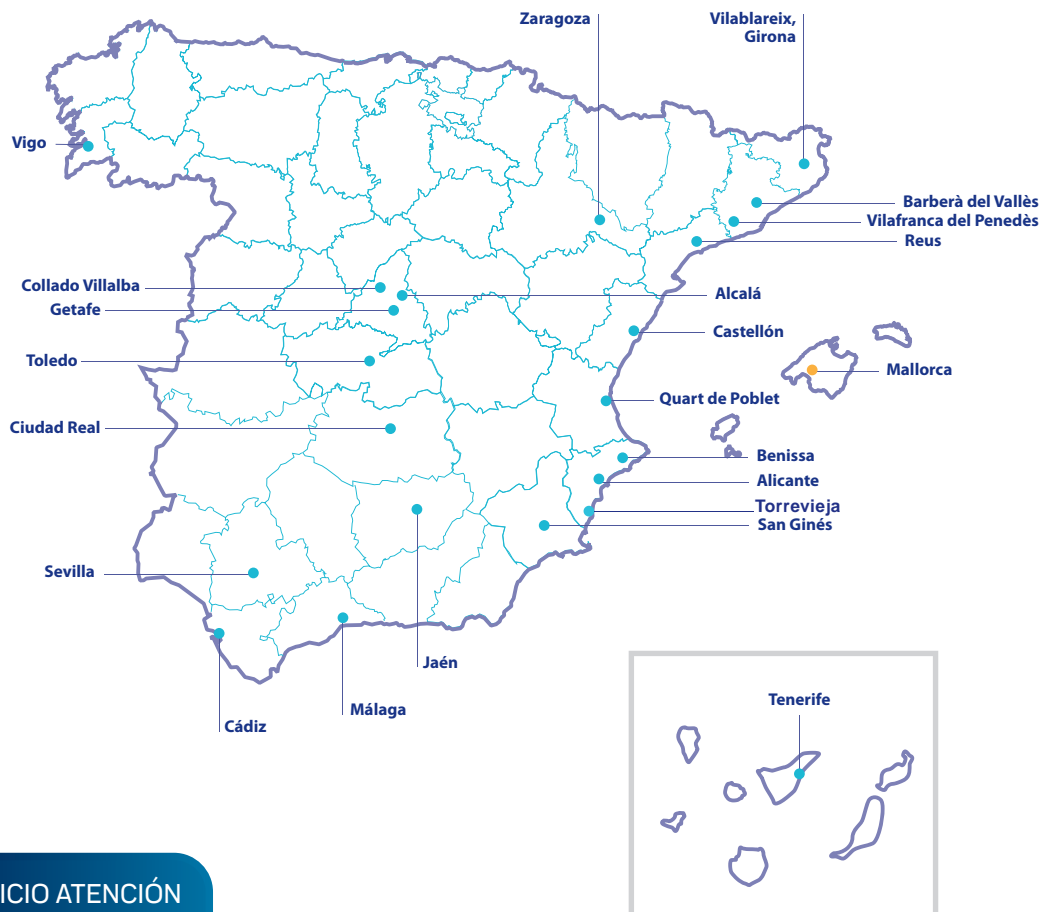 Zaragoza
Vilablareix,
Girona
Vigo
Barberà del Vallès
Vilafranca del Penedès
Reus
Collado Villalba
Alcalá
Getafe
Castellón
Toledo
Mallorca
Quart de Poblet
Ciudad Real
Benissa
Alicante
Torrevieja
San Ginés
Sevilla
Jaén
Málaga
Cádiz
Tenerife
ICIO ATENCIÓN